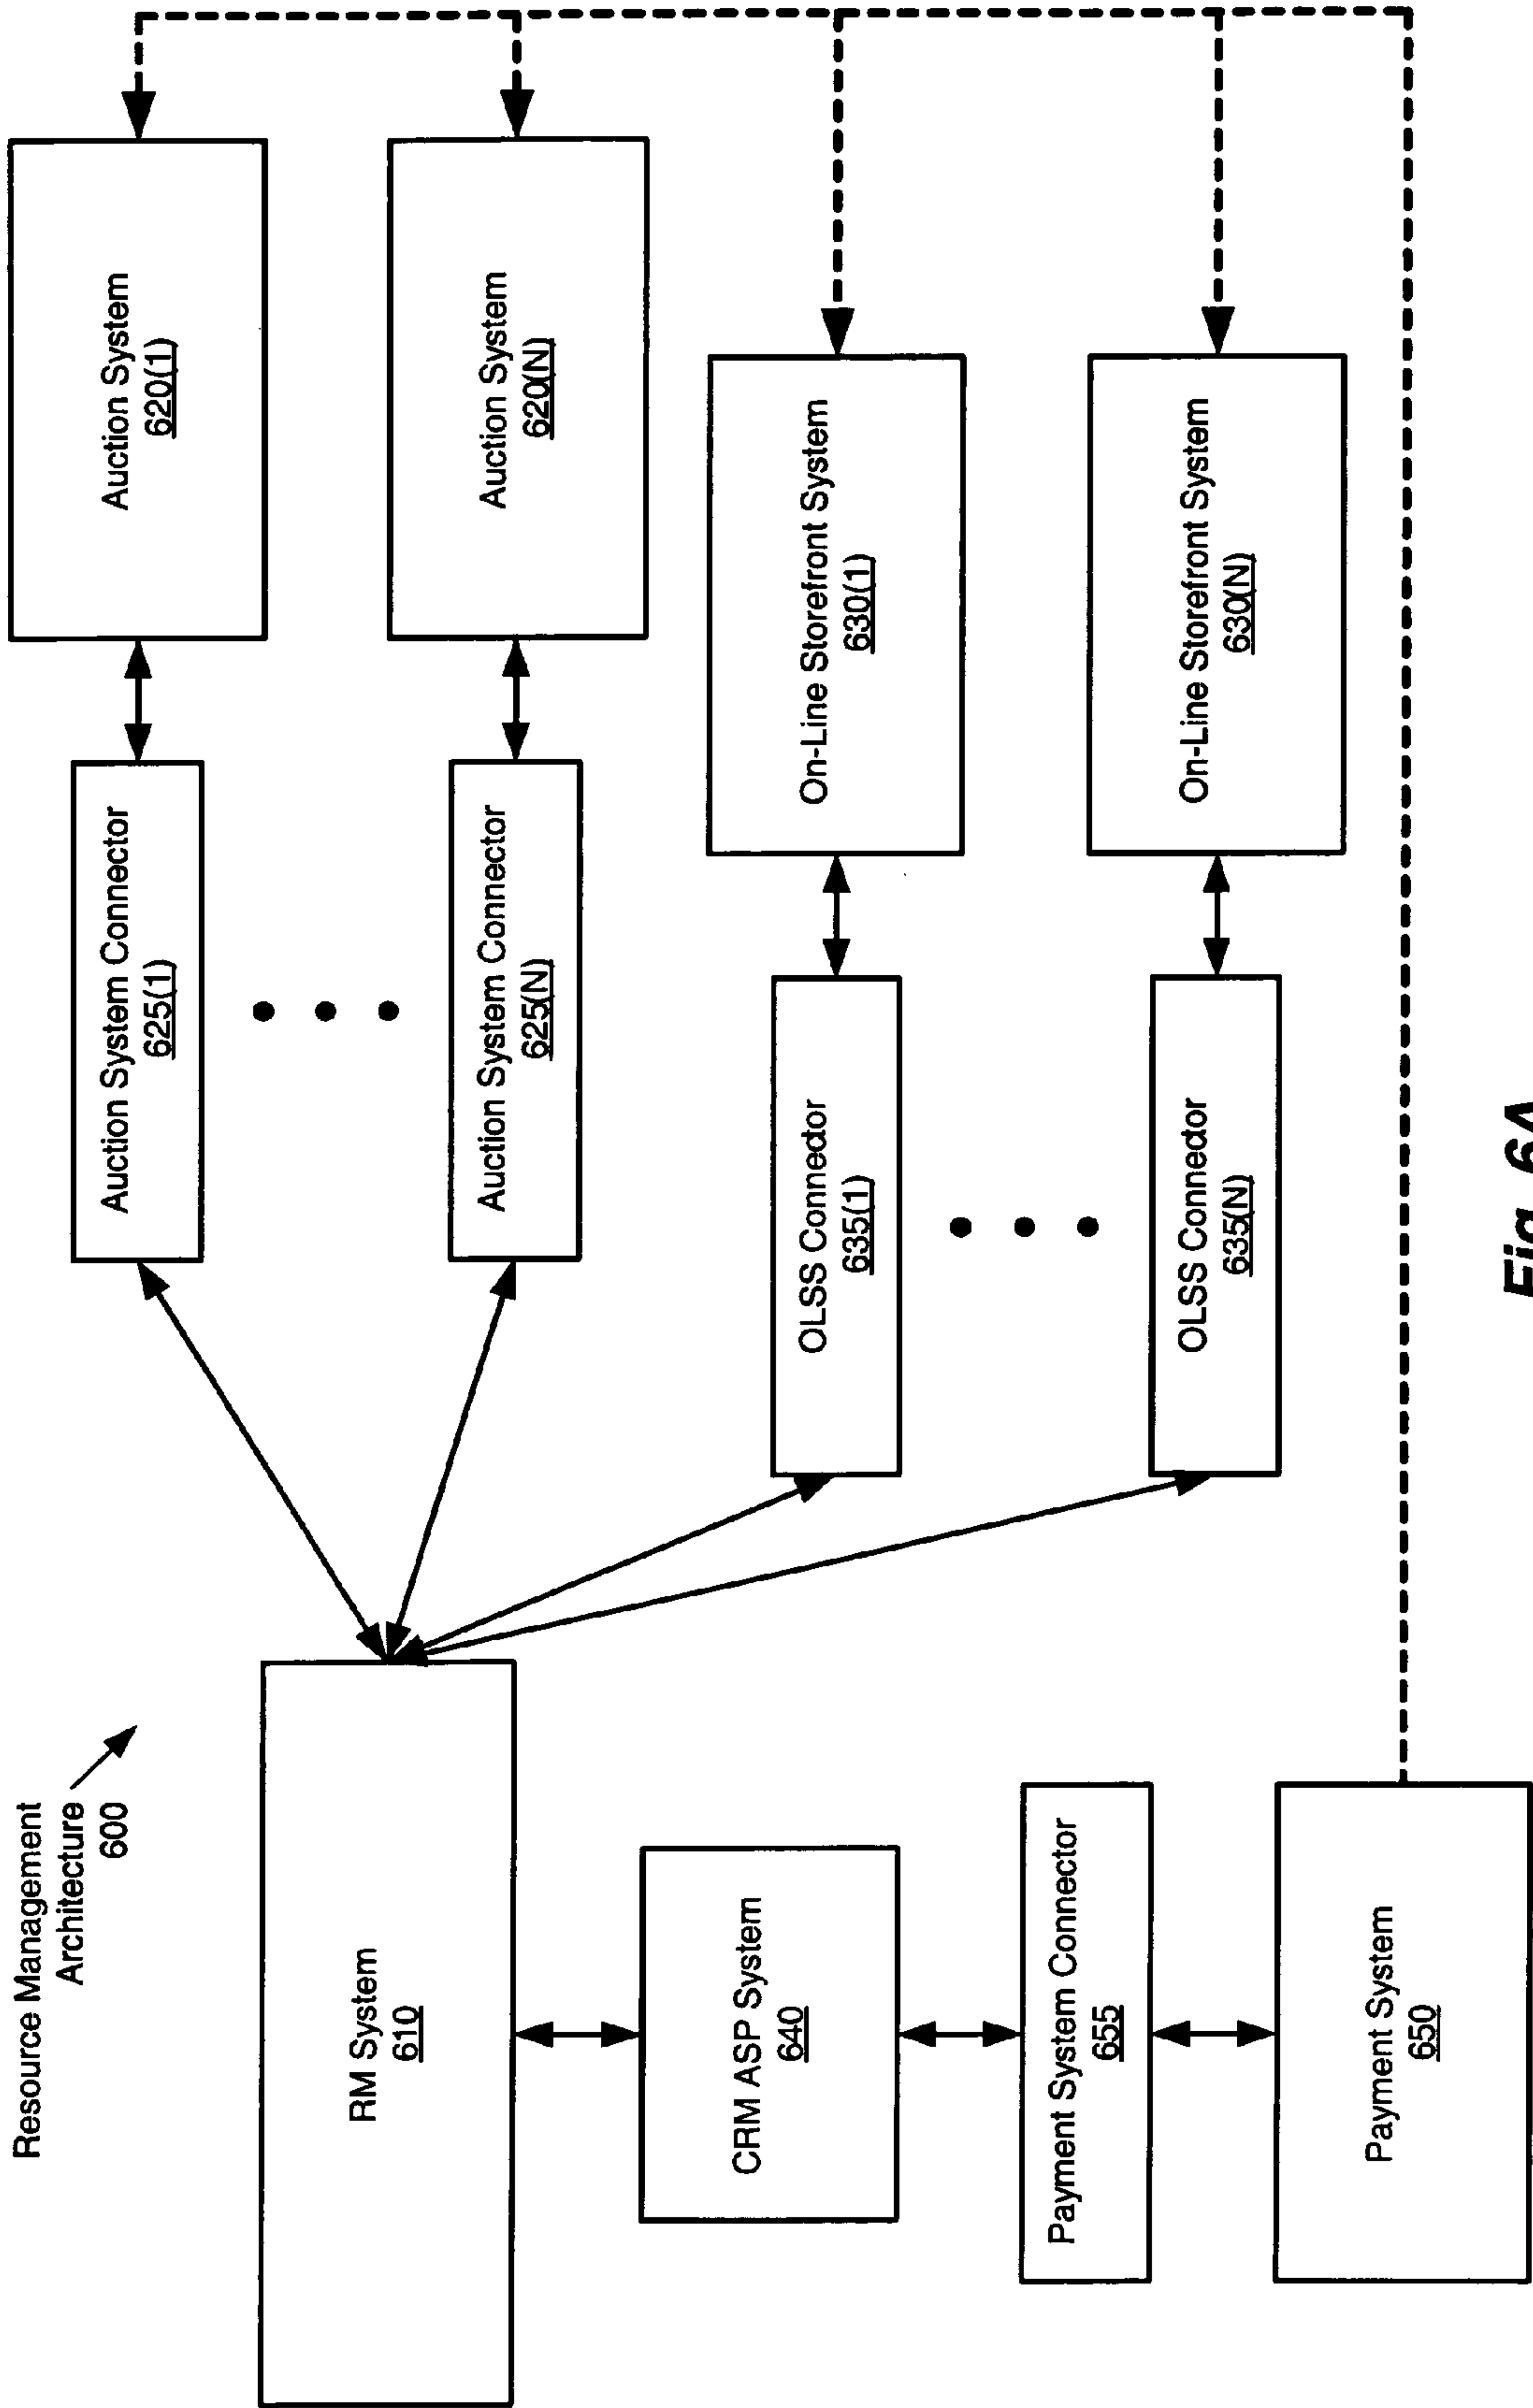 Resource Management
Architecture
600
RM System
610
CRM ASP System
640
Payment System Connector
655
Payment System
650
Auction System Connector
625(1)
Auction System Connector
625(N)
OLSS Connector
635(1)
OLSS Connector
635(N)
Auction System
620(1)
Auction System
620(N)
On-Line Storefront System
630(1)
On-Line Storefront System
630(N)
Fig. 6A